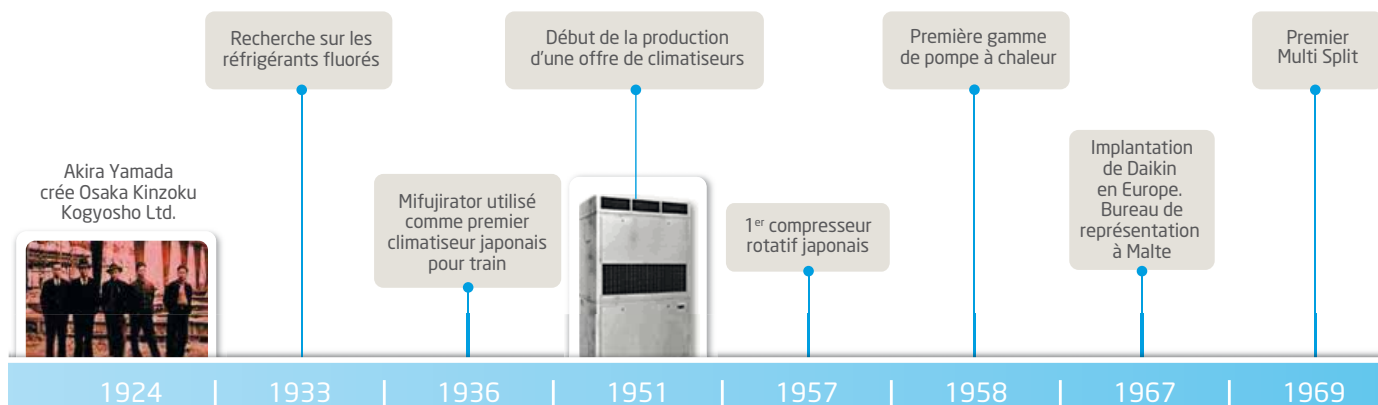 Akira Yamada
crée Osaka Kinzoku
Kogyosho Ltd.
Recherche sur les
réfrigérants fluorés
Mifujirator utilisé
comme premier
climatiseur japonais
pour train
Début de la production
d'une offre de climatiseurs
1er compresseur
rotatif japonais
Première gamme
de pompe à chaleur
Implantation
de Daikin
en Europe.
Bureau de
représentation
à Malte
Premier
Multi Split
1924 | 1933 | 1936 | 1951 | 1957 | 1958 | 1967 | 1969